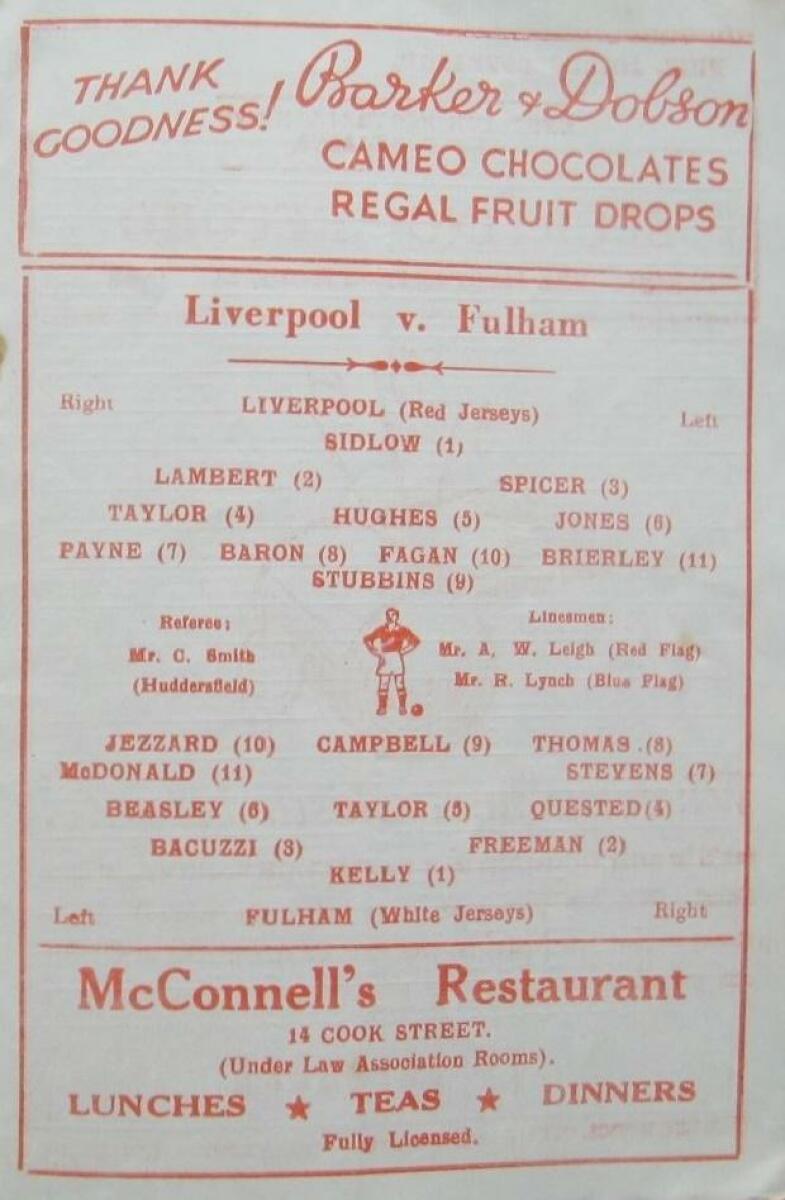 THANK GOODNESS! Barker & Dobson
CAMEO CHOCOLATES
REGAL FRUIT DROPS
Liverpool v. Fulham
Right LIVERPOOL (Red Jerseys) Left
SIDLOW (1)
LAMBERT (2) SPICER (3)
TAYLOR (4) HUGHES (5) JONES (6)
PAYNE (7) BARON (8) FAGAN (10) BRIERLEY (11)
STUBBINS (9)
Referee: Linesmen:
Mr. C. Smith Mr. A. W. Leigh (Red Flag)
(Huddersfield) Mr. R. Lynch (Blue Flag)
JEZZARD (10) CAMPBELL (9) THOMAS .(8)
McDONALD (11) STEVENS (7)
BEASLEY (6) TAYLOR (5) QUESTED (4)
BACUZZI (3) FREEMAN (2)
KELLY (1)
Left FULHAM (White Jerseys) Right
McConnell's Restaurant
14 COOK STREET.
(Under Law Association Rooms).
LUNCHES ★ TEAS ★ DINNERS
Fully Licensed.